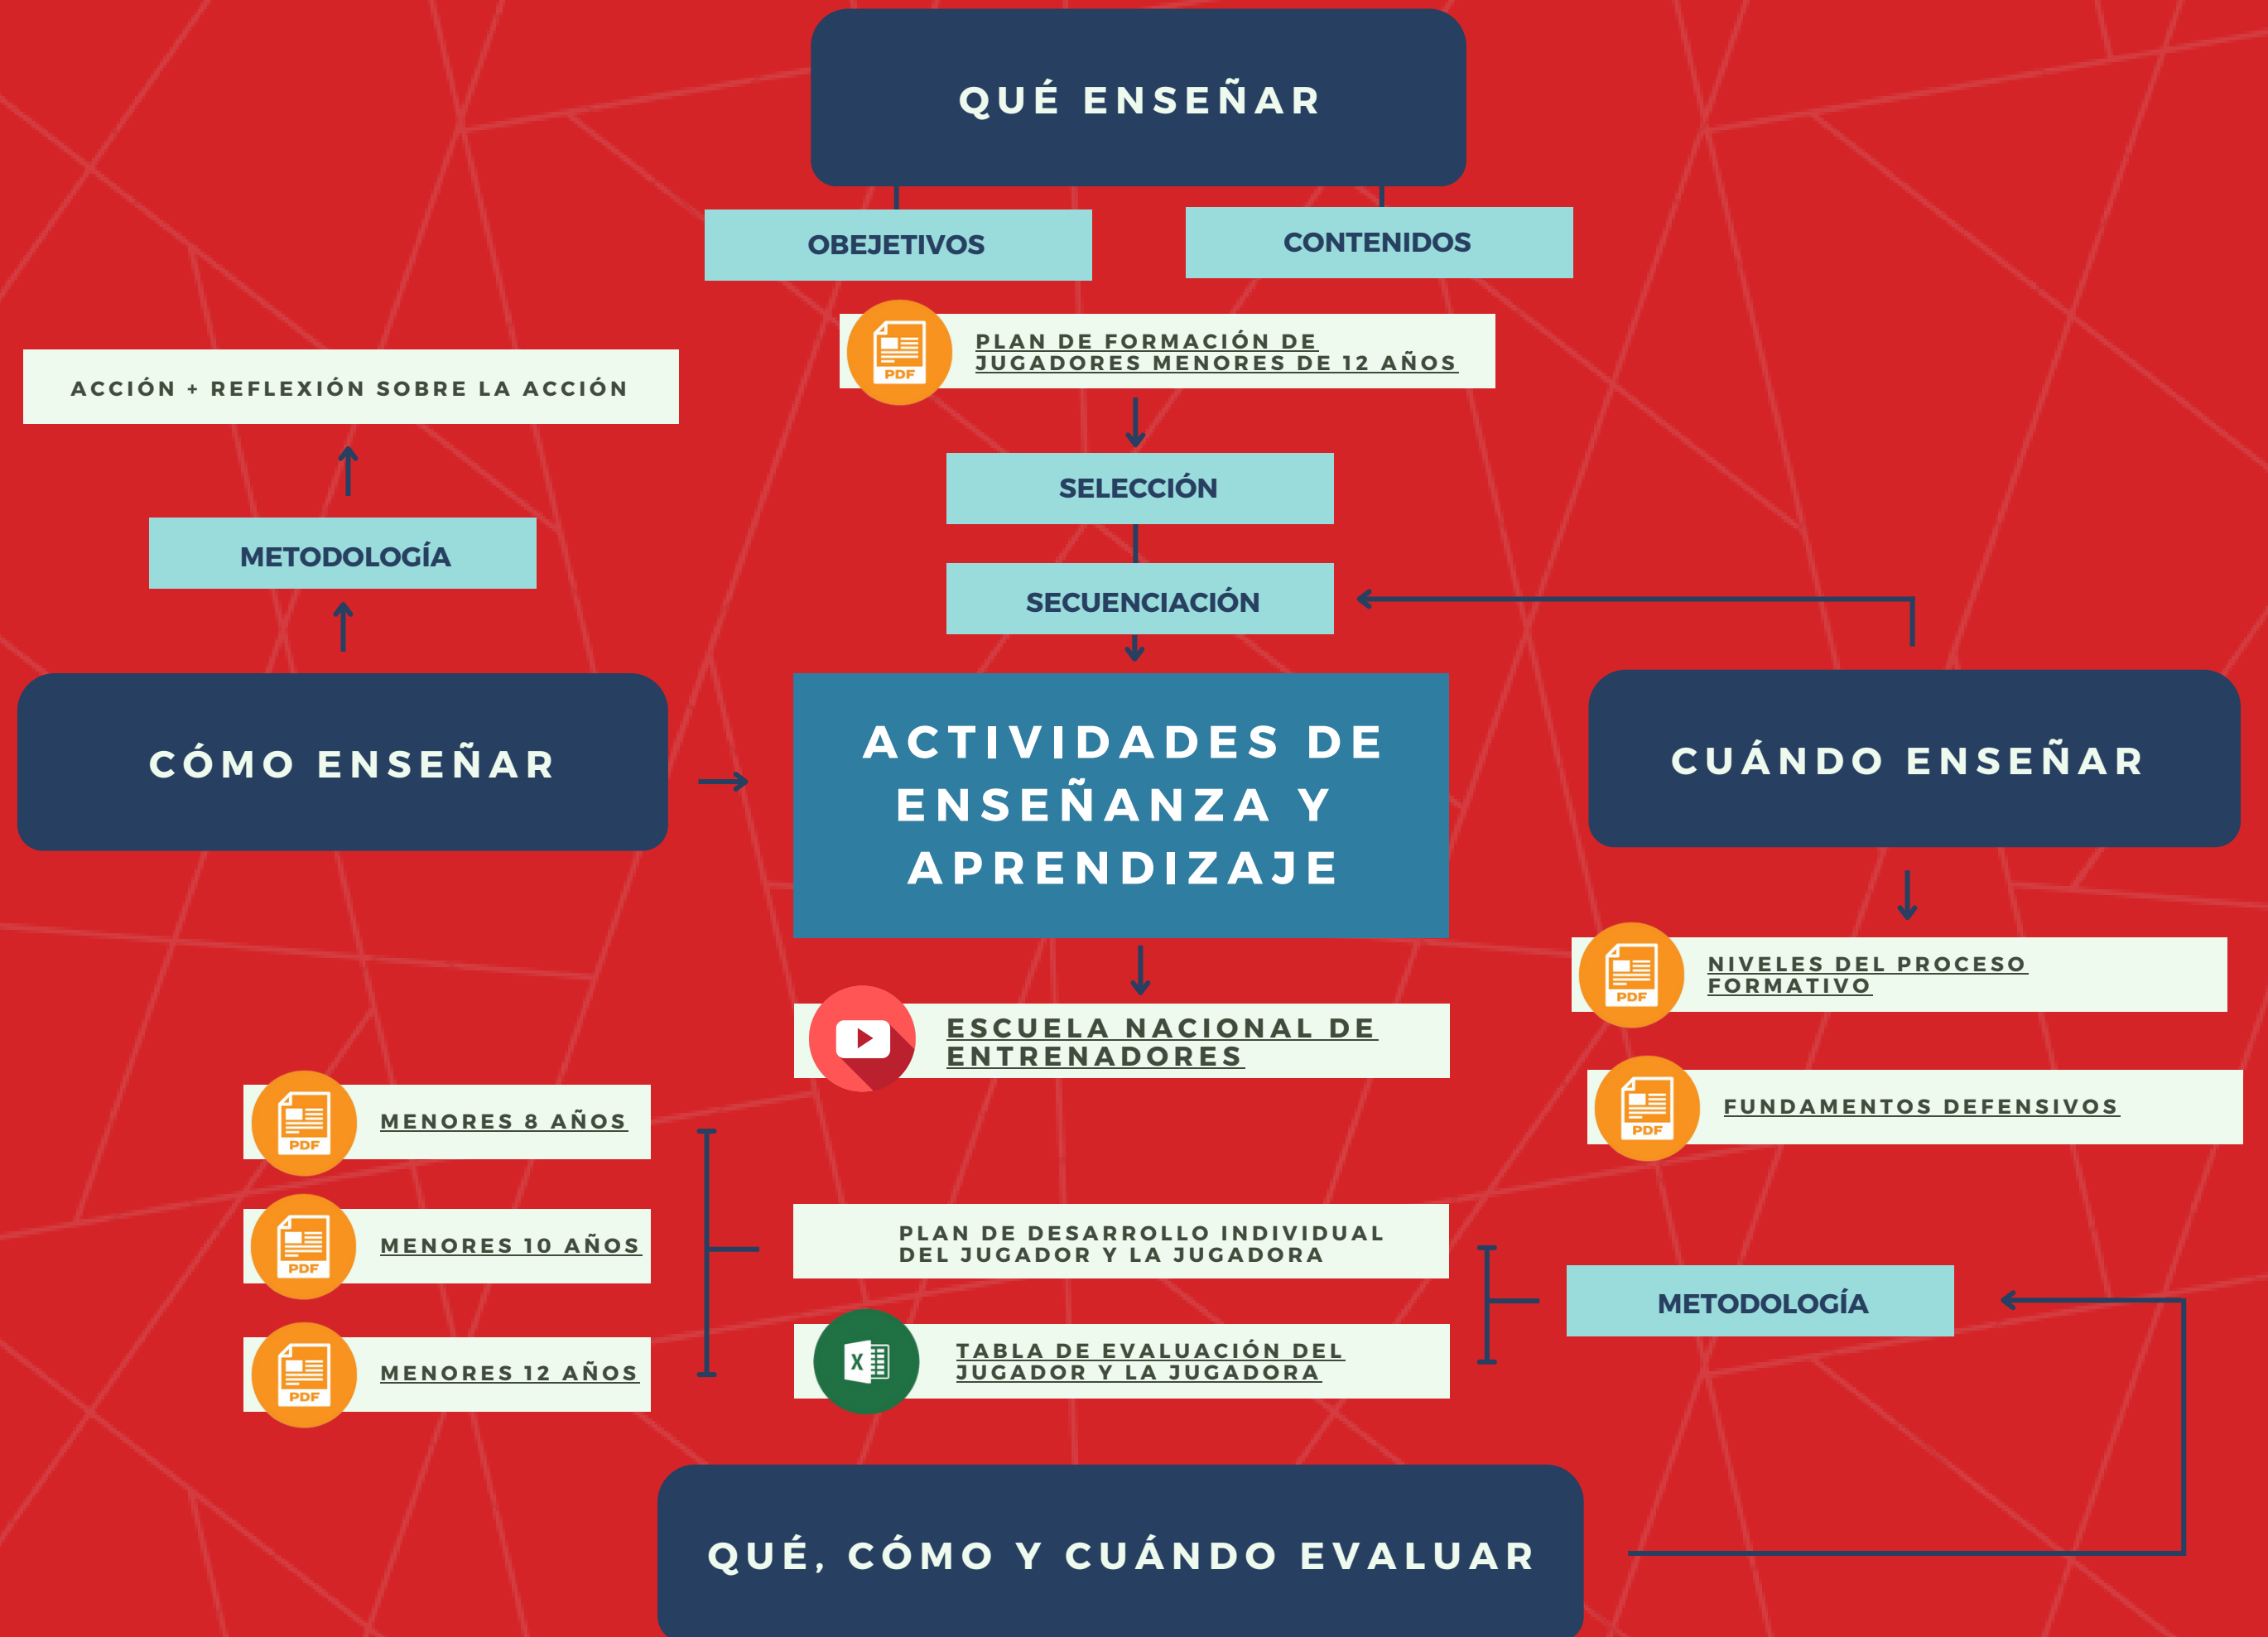 QUÉ ENSEÑAR
OBEJETIVOS
CONTENIDOS
PDF
PLAN DE FORMACIÓN DE
JUGADORES MENORES DE 12 AÑOS
ACCIÓN + REFLEXIÓN SOBRE LA ACCIÓN
SELECCIÓN
METODOLOGÍA
SECUENCIACIÓN
CÓMO ENSEÑAR
ACTIVIDADES DE
ENSEÑANZA Y
APRENDIZAJE
CUÁNDO ENSEÑAR
PDF
NIVELES DEL PROCESO
FORMATIVO
ESCUELA NACIONAL DE
ENTRENADORES
PDF
FUNDAMENTOS DEFENSIVOS
PDF
MENORES 8 AÑOS
PDF
MENORES 10 AÑOS
PDF
MENORES 12 AÑOS
PLAN DE DESARROLLO INDIVIDUAL
DEL JUGADOR Y LA JUGADORA
METODOLOGÍA
X
TABLA DE EVALUACIÓN DEL
JUGADOR Y LA JUGADORA
QUÉ, CÓMO Y CUÁNDO EVALUAR